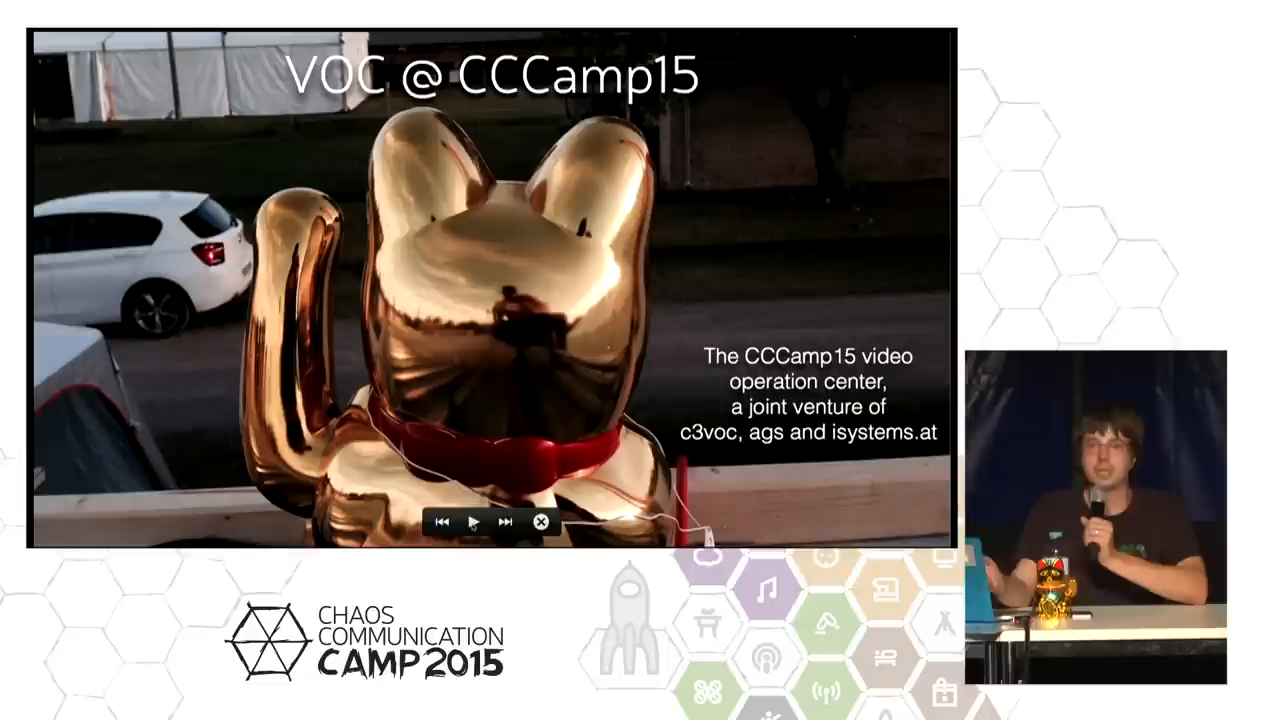 VOC @ CCCamp15
The CCCamp15 video
operation center,
a joint venture of
c3voc, ags and isystems.at
CHAOS
COMMUNICATION
CAMP 2015